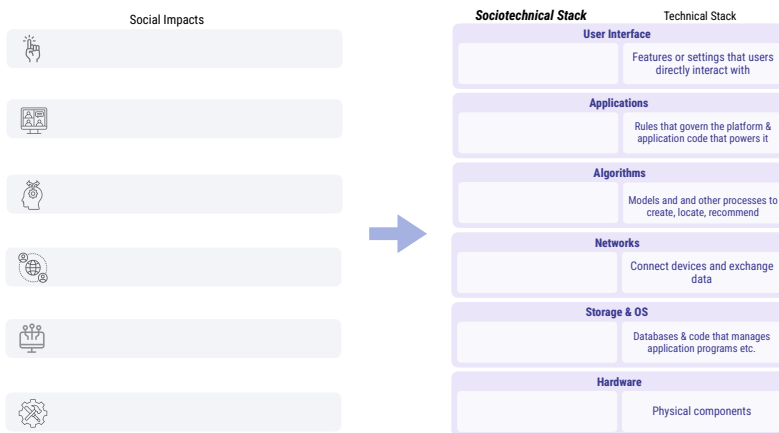 Social Impacts
Sociotechnical Stack
Technical Stack
User Interface
Features or settings that users
directly interact with
Applications
Rules that govern the platform &
application code that powers it
Algorithms
Models and and other processes to
create, locate, recommend
Networks
Connect devices and exchange
data
Storage & OS
Databases & code that manages
application programs etc.
Hardware
Physical components